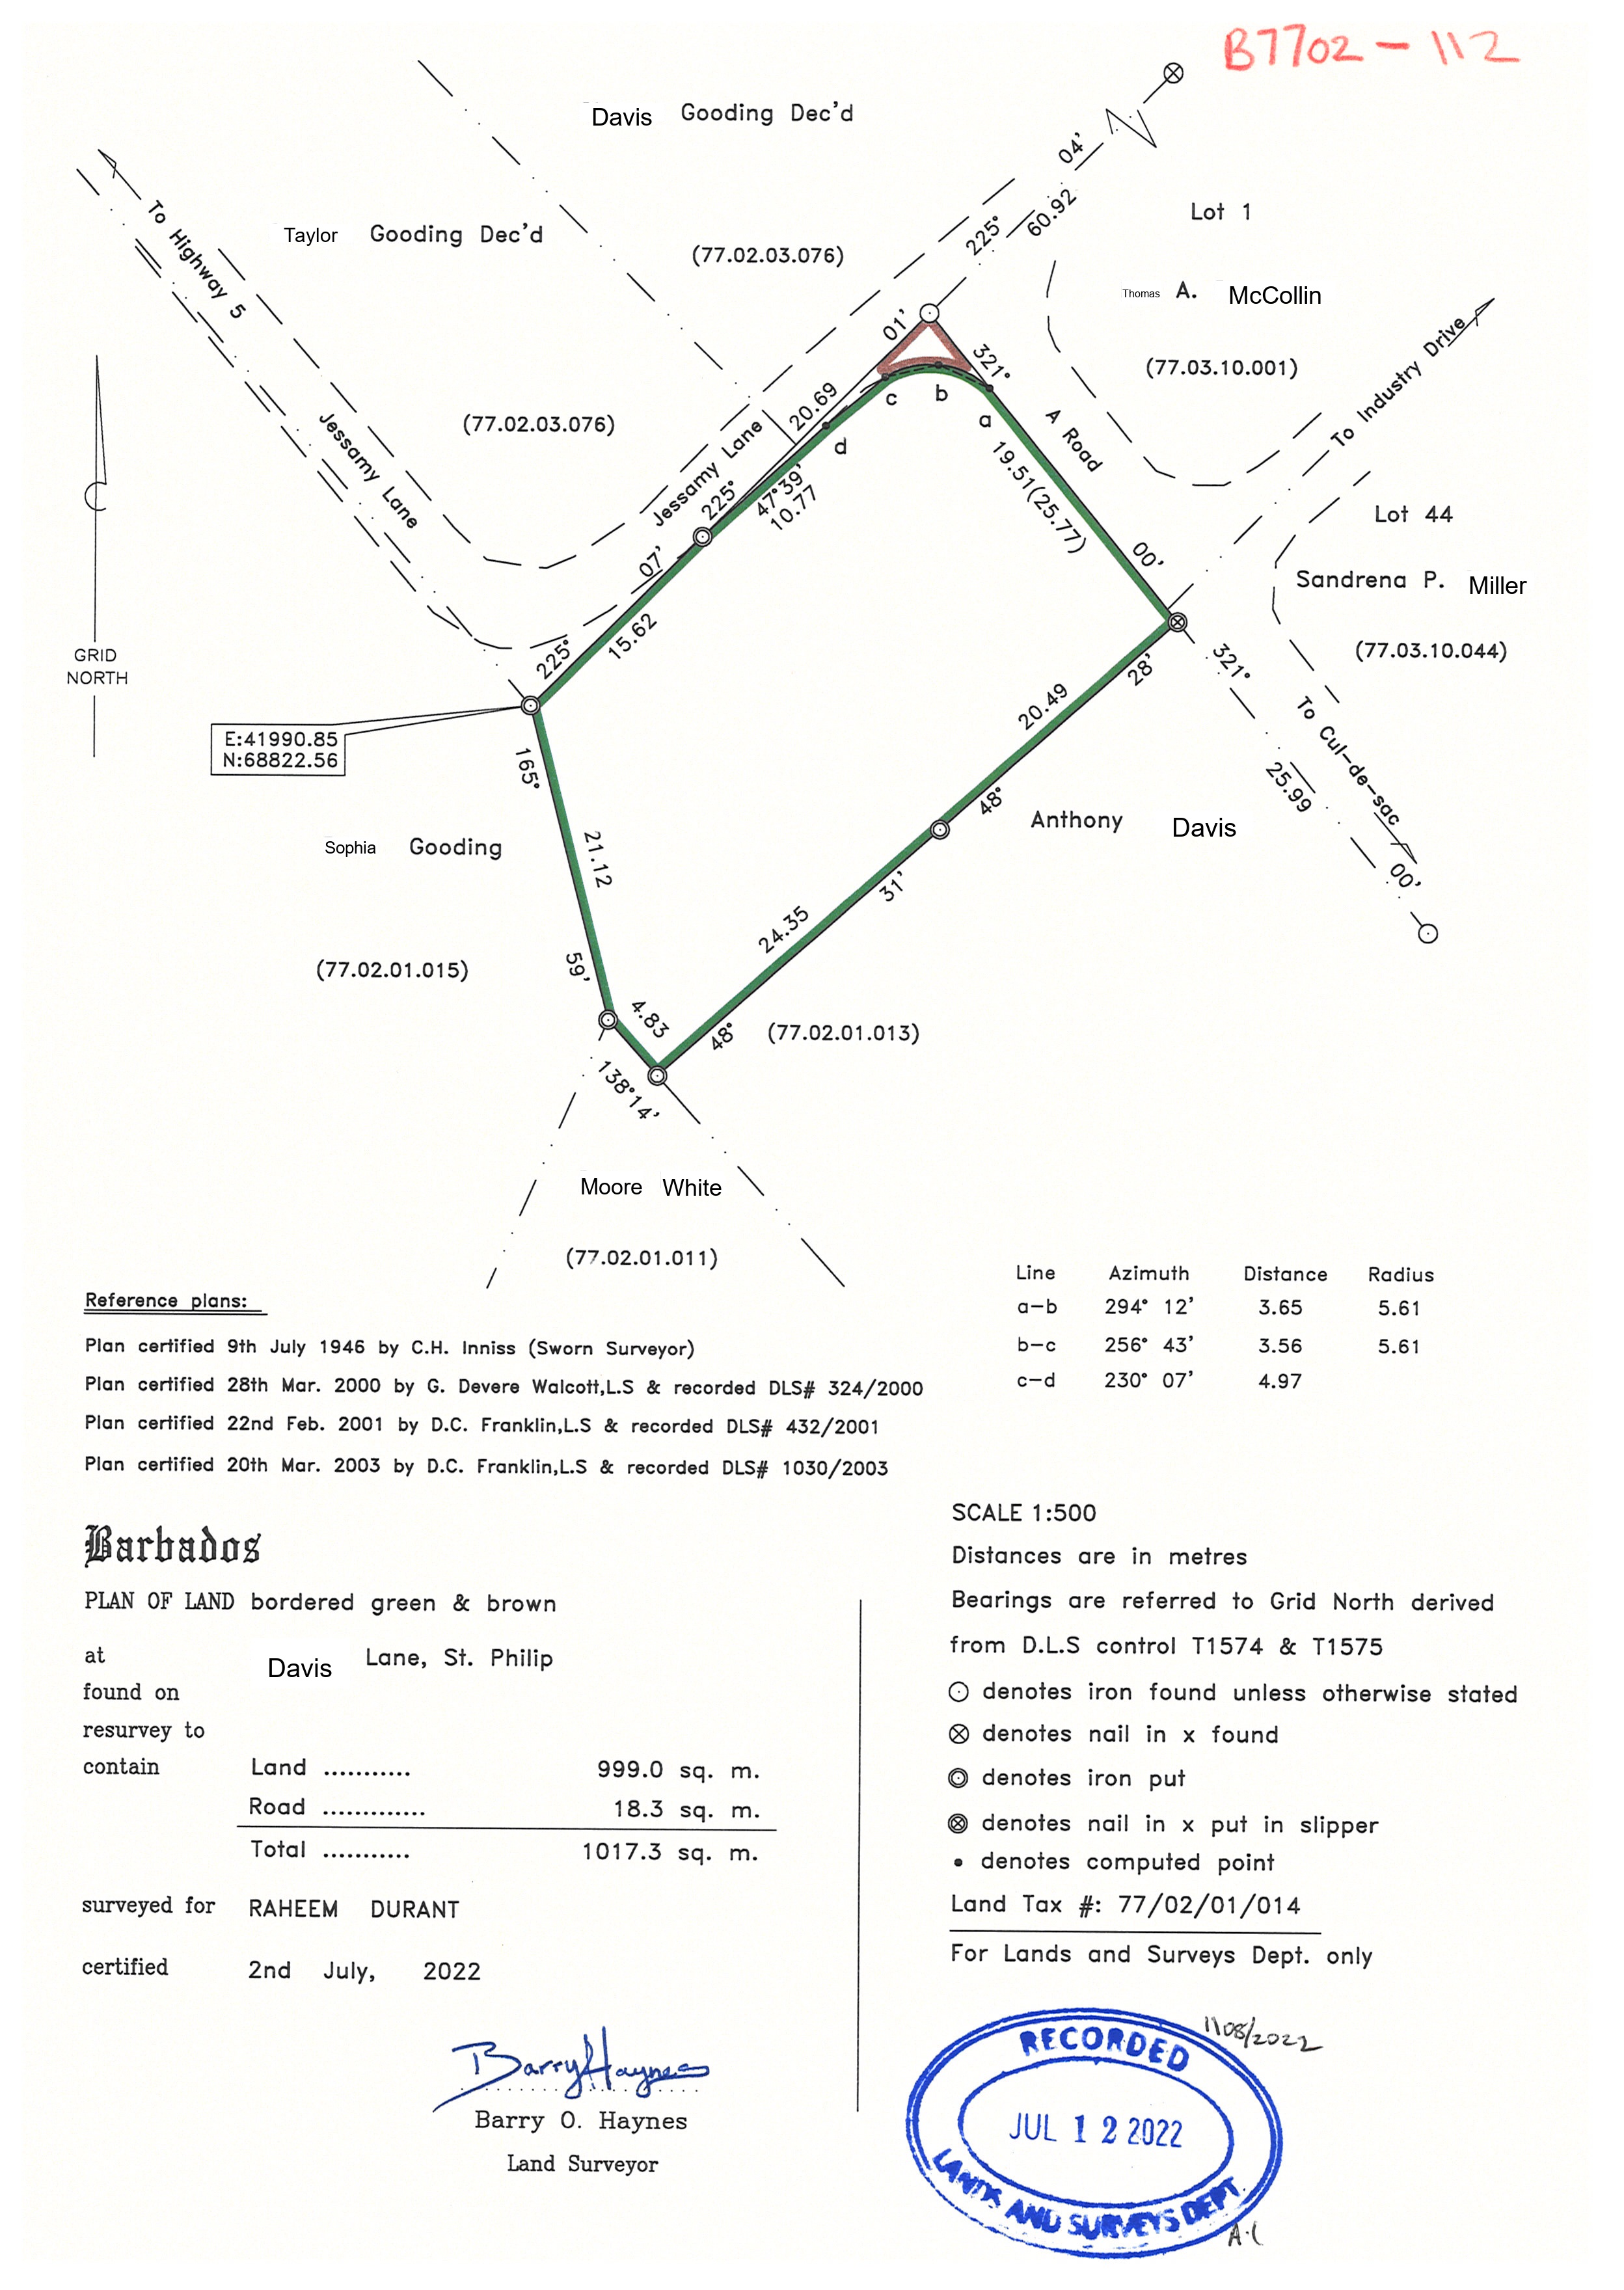 B7702-112
Davis Gooding Dec'd
04'
60.92
225°
Lot 1
Taylor Gooding Dec'd
(77.02.03.076)
To Highway 5
Thomas A. McCollin
(77.03.10.001)
To Industry Drive
01'
321°
c
b
a
d
20.69
A Road
(77.02.03.076)
Jessamy Lane
Jessamy Lane
225°
47°39'
10.77
19.51(25.77)
00'
Lot 44
Sandrena P. Miller
(77.03.10.044)
07'
225°
15.62
GRID
NORTH
28'
321°
20.49
To Cul-de-sac
25.99
00'
E:41990.85
N:68822.56
165°
48°
Anthony Davis
Sophia Gooding
21.12
31'
24.35
(77.02.01.015)
59'
4.83
48°
(77.02.01.013)
138°14'
Moore White
(77.02.01.011)
Line Azimuth Distance Radius
a-b 294° 12' 3.65 5.61
b-c 256° 43' 3.56 5.61
c-d 230° 07' 4.97
Reference plans:
Plan certified 9th July 1946 by C.H. Inniss (Sworn Surveyor)
Plan certified 28th Mar. 2000 by G. Devere Walcott,L.S & recorded DLS# 324/2000
Plan certified 22nd Feb. 2001 by D.C. Franklin,L.S & recorded DLS# 432/2001
Plan certified 20th Mar. 2003 by D.C. Franklin,L.S & recorded DLS# 1030/2003
Barbados
PLAN OF LAND bordered green & brown
at Davis Lane, St. Philip
found on
resurvey to
contain Land ........... 999.0 sq. m.
Road ............. 18.3 sq. m.
Total ........... 1017.3 sq. m.
surveyed for RAHEEM DURANT
certified 2nd July, 2022
Barry Haynes
Barry O. Haynes
Land Surveyor
SCALE 1:500
Distances are in metres
Bearings are referred to Grid North derived
from D.L.S control T1574 & T1575
denotes iron found unless otherwise stated
denotes nail in x found
denotes iron put
denotes nail in x put in slipper
denotes computed point
Land Tax #: 77/02/01/014
For Lands and Surveys Dept. only
1108/2022
RECORDED
JUL 12 2022
LANDS AND SURVEYS DEPT.